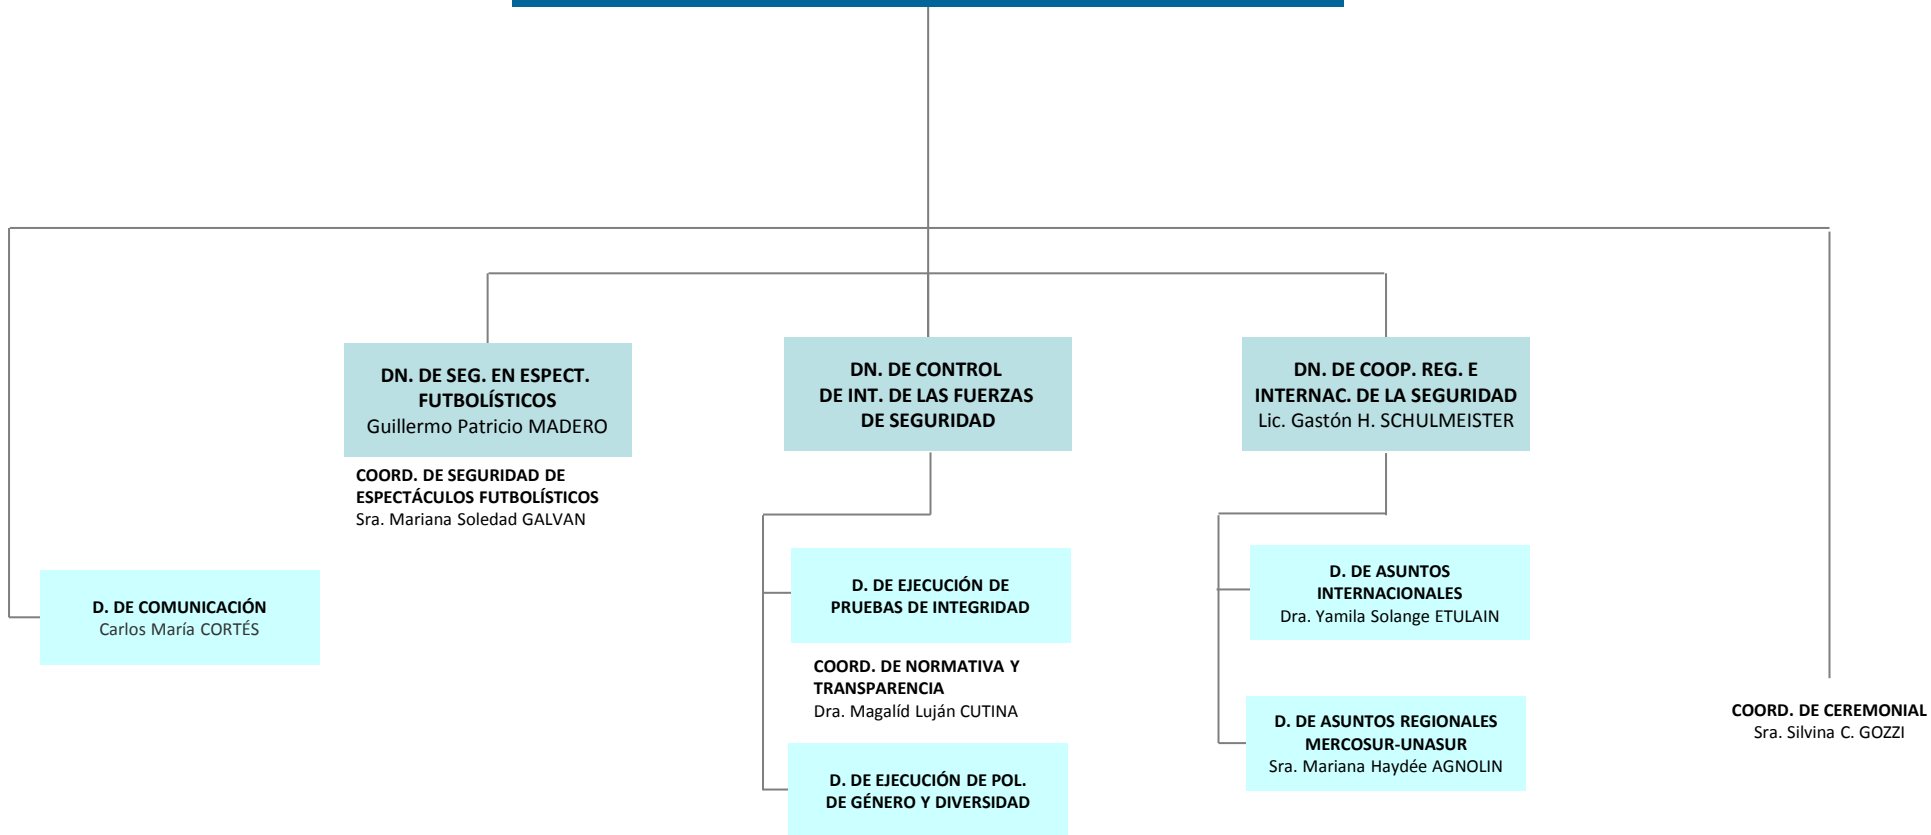 DN. DE SEG. EN ESPECT.
FUTBOLÍSTICOS
Guillermo Patricio MADERO
COORD. DE SEGURIDAD DE
ESPECTÁCULOS FUTBOLÍSTICOS
Sra. Mariana Soledad GALVAN
DN. DE CONTROL
DE INT. DE LAS FUERZAS
DE SEGURIDAD
DN. DE COOP. REG. E
INTERNAC. DE LA SEGURIDAD
Lic. Gastón H. SCHULMEISTER
D. DE COMUNICACIÓN
Carlos María CORTÉS
D. DE EJECUCIÓN DE
PRUEBAS DE INTEGRIDAD
COORD. DE NORMATIVA Y
TRANSPARENCIA
Dra. Magalíd Luján CUTINA
D. DE EJECUCIÓN DE POL.
DE GÉNERO Y DIVERSIDAD
D. DE ASUNTOS
INTERNACIONALES
Dra. Yamila Solange ETULAIN
D. DE ASUNTOS REGIONALES
MERCOSUR-UNASUR
Sra. Mariana Haydée AGNOLIN
COORD. DE CEREMONIAL
Sra. Silvina C. GOZZI